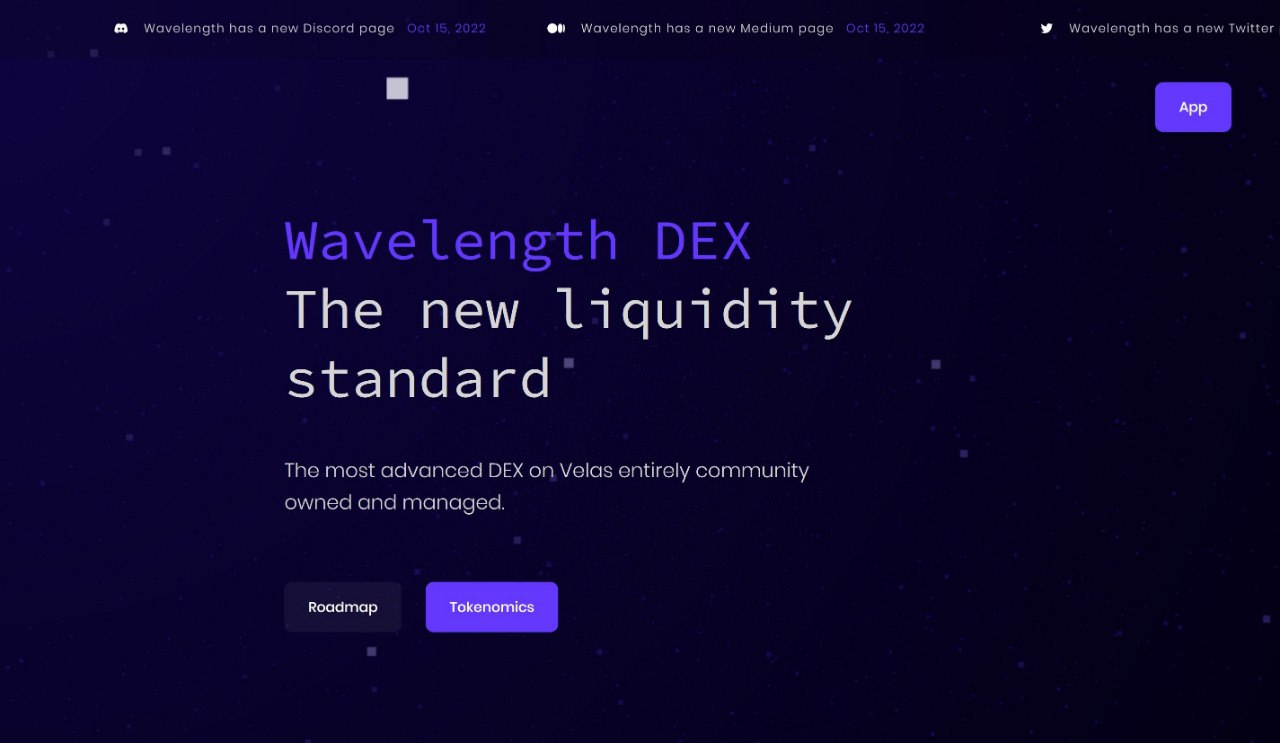 Wavelength has a new Discord page Oct 15, 2022 Wavelength has a new Medium page Oct 15, 2022 Wavelength has a new Twitter
App
Wavelength DEX
The new liquidity
standard
The most advanced DEX on Velas entirely community
owned and managed.
Roadmap Tokenomics